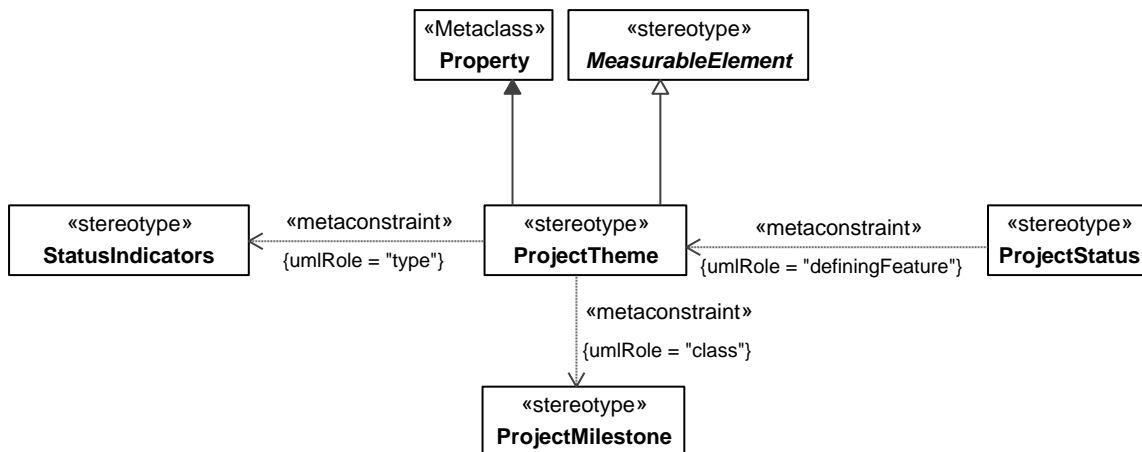 «Metaclass»
Property
«stereotype»
MeasurableElement
«stereotype»
StatusIndicators
«metaconstraint»
{umlRole = "type"}
«stereotype»
ProjectTheme
«metaconstraint»
{umlRole = "definingFeature"}
«stereotype»
ProjectStatus
«metaconstraint»
{umlRole = "class"}
«stereotype»
ProjectMilestone